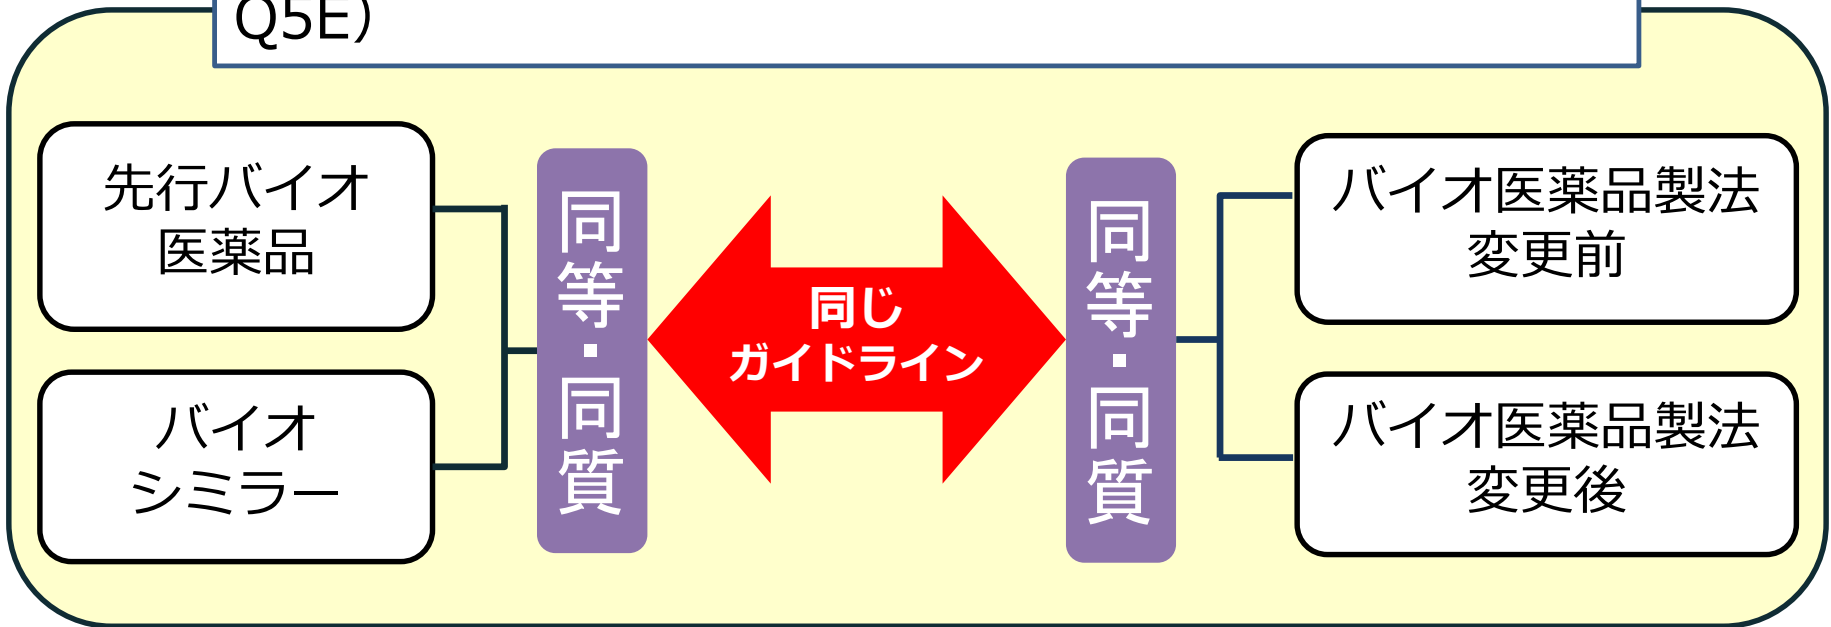 Q5E）
先行バイオ
医薬品
バイオ
シミラー
同等・同質
同じ
ガイドライン
同等・同質
バイオ医薬品製法
変更前
バイオ医薬品製法
変更後